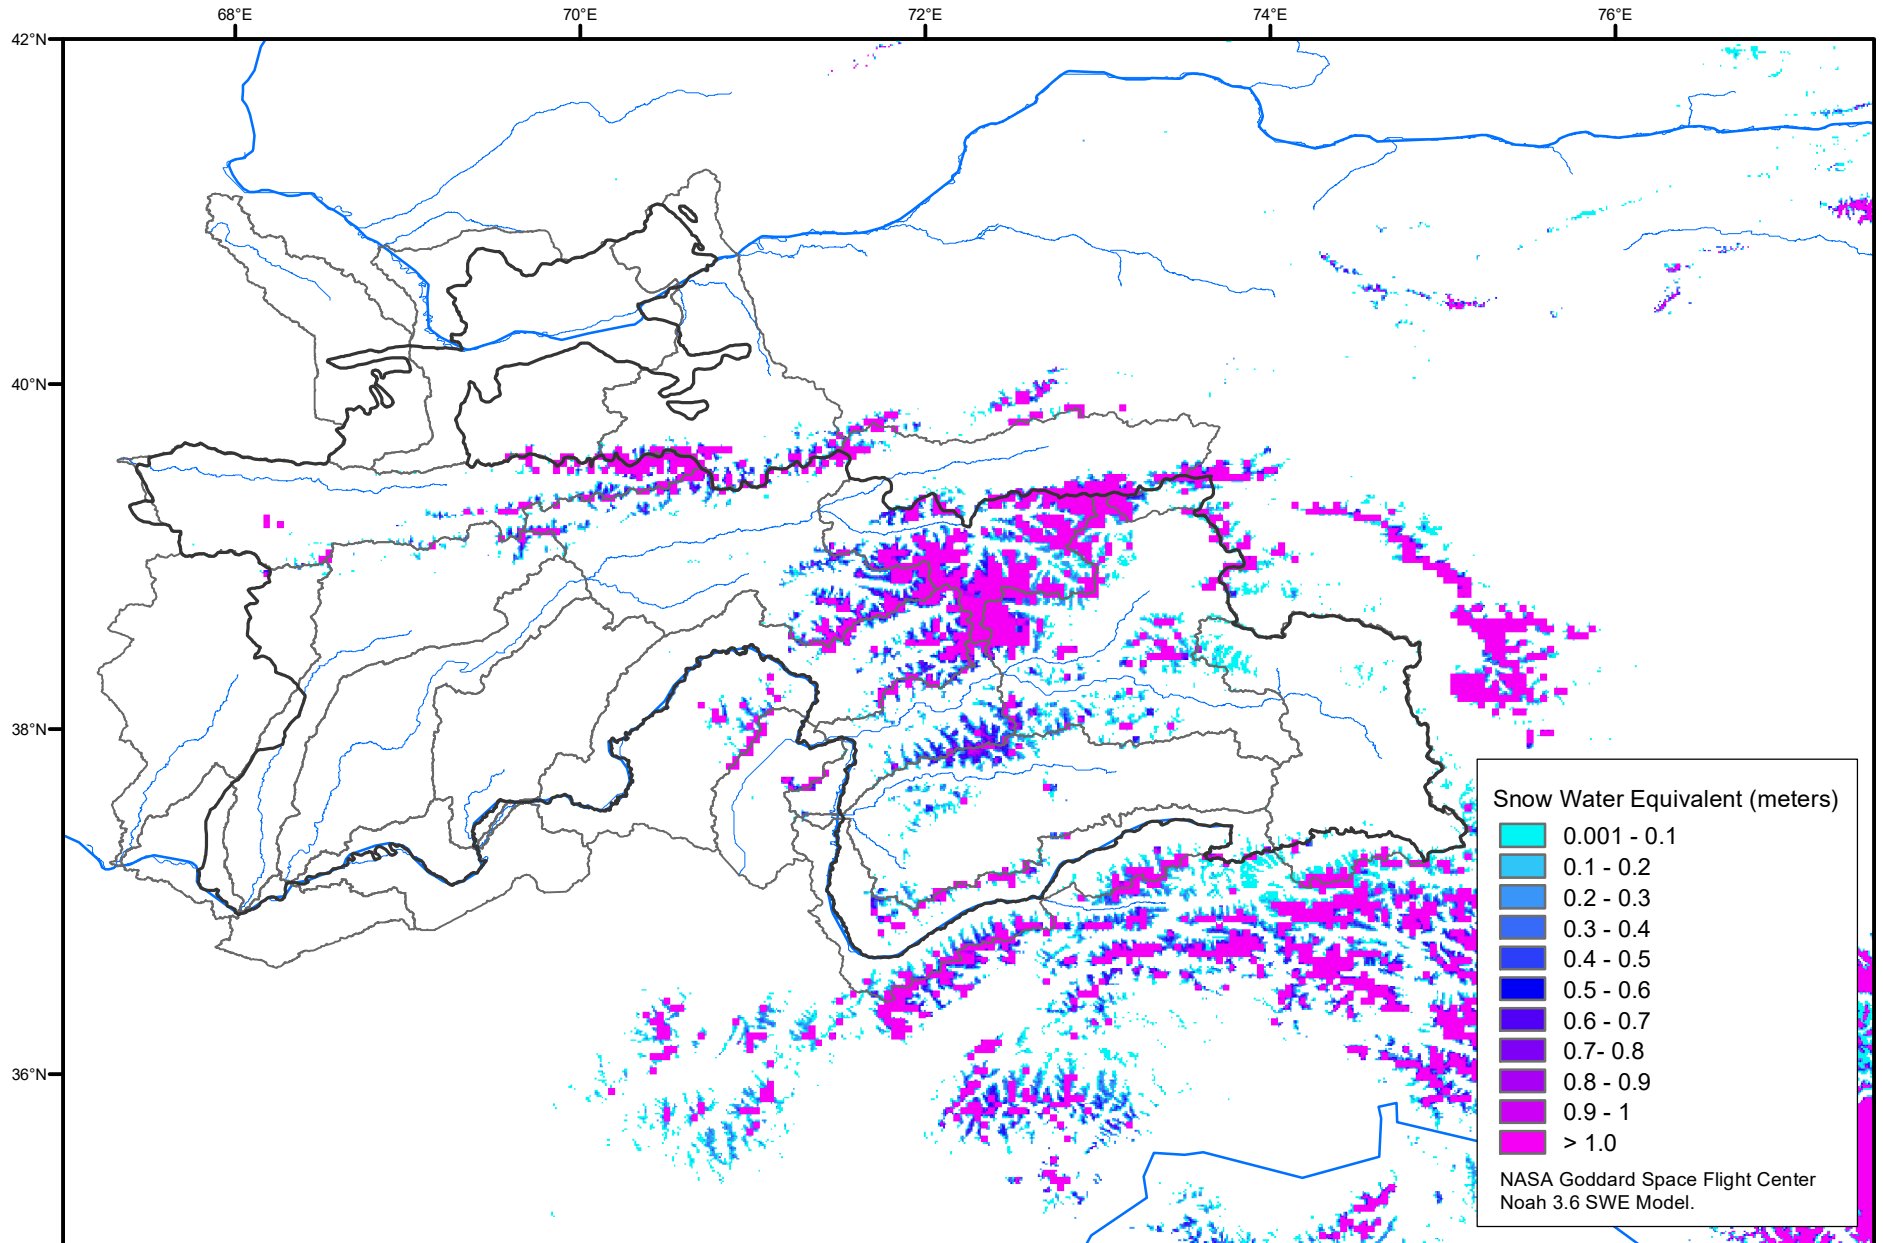 68°E
70°E
72°E
74°E
76°E
42°N
40°N
38°N
36°N
Snow Water Equivalent (meters)
0.001 - 0.1
0.1 - 0.2
0.2 - 0.3
0.3 - 0.4
0.4 - 0.5
0.5 - 0.6
0.6 - 0.7
0.7- 0.8
0.8 - 0.9
0.9 - 1
> 1.0
NASA Goddard Space Flight Center
Noah 3.6 SWE Model.